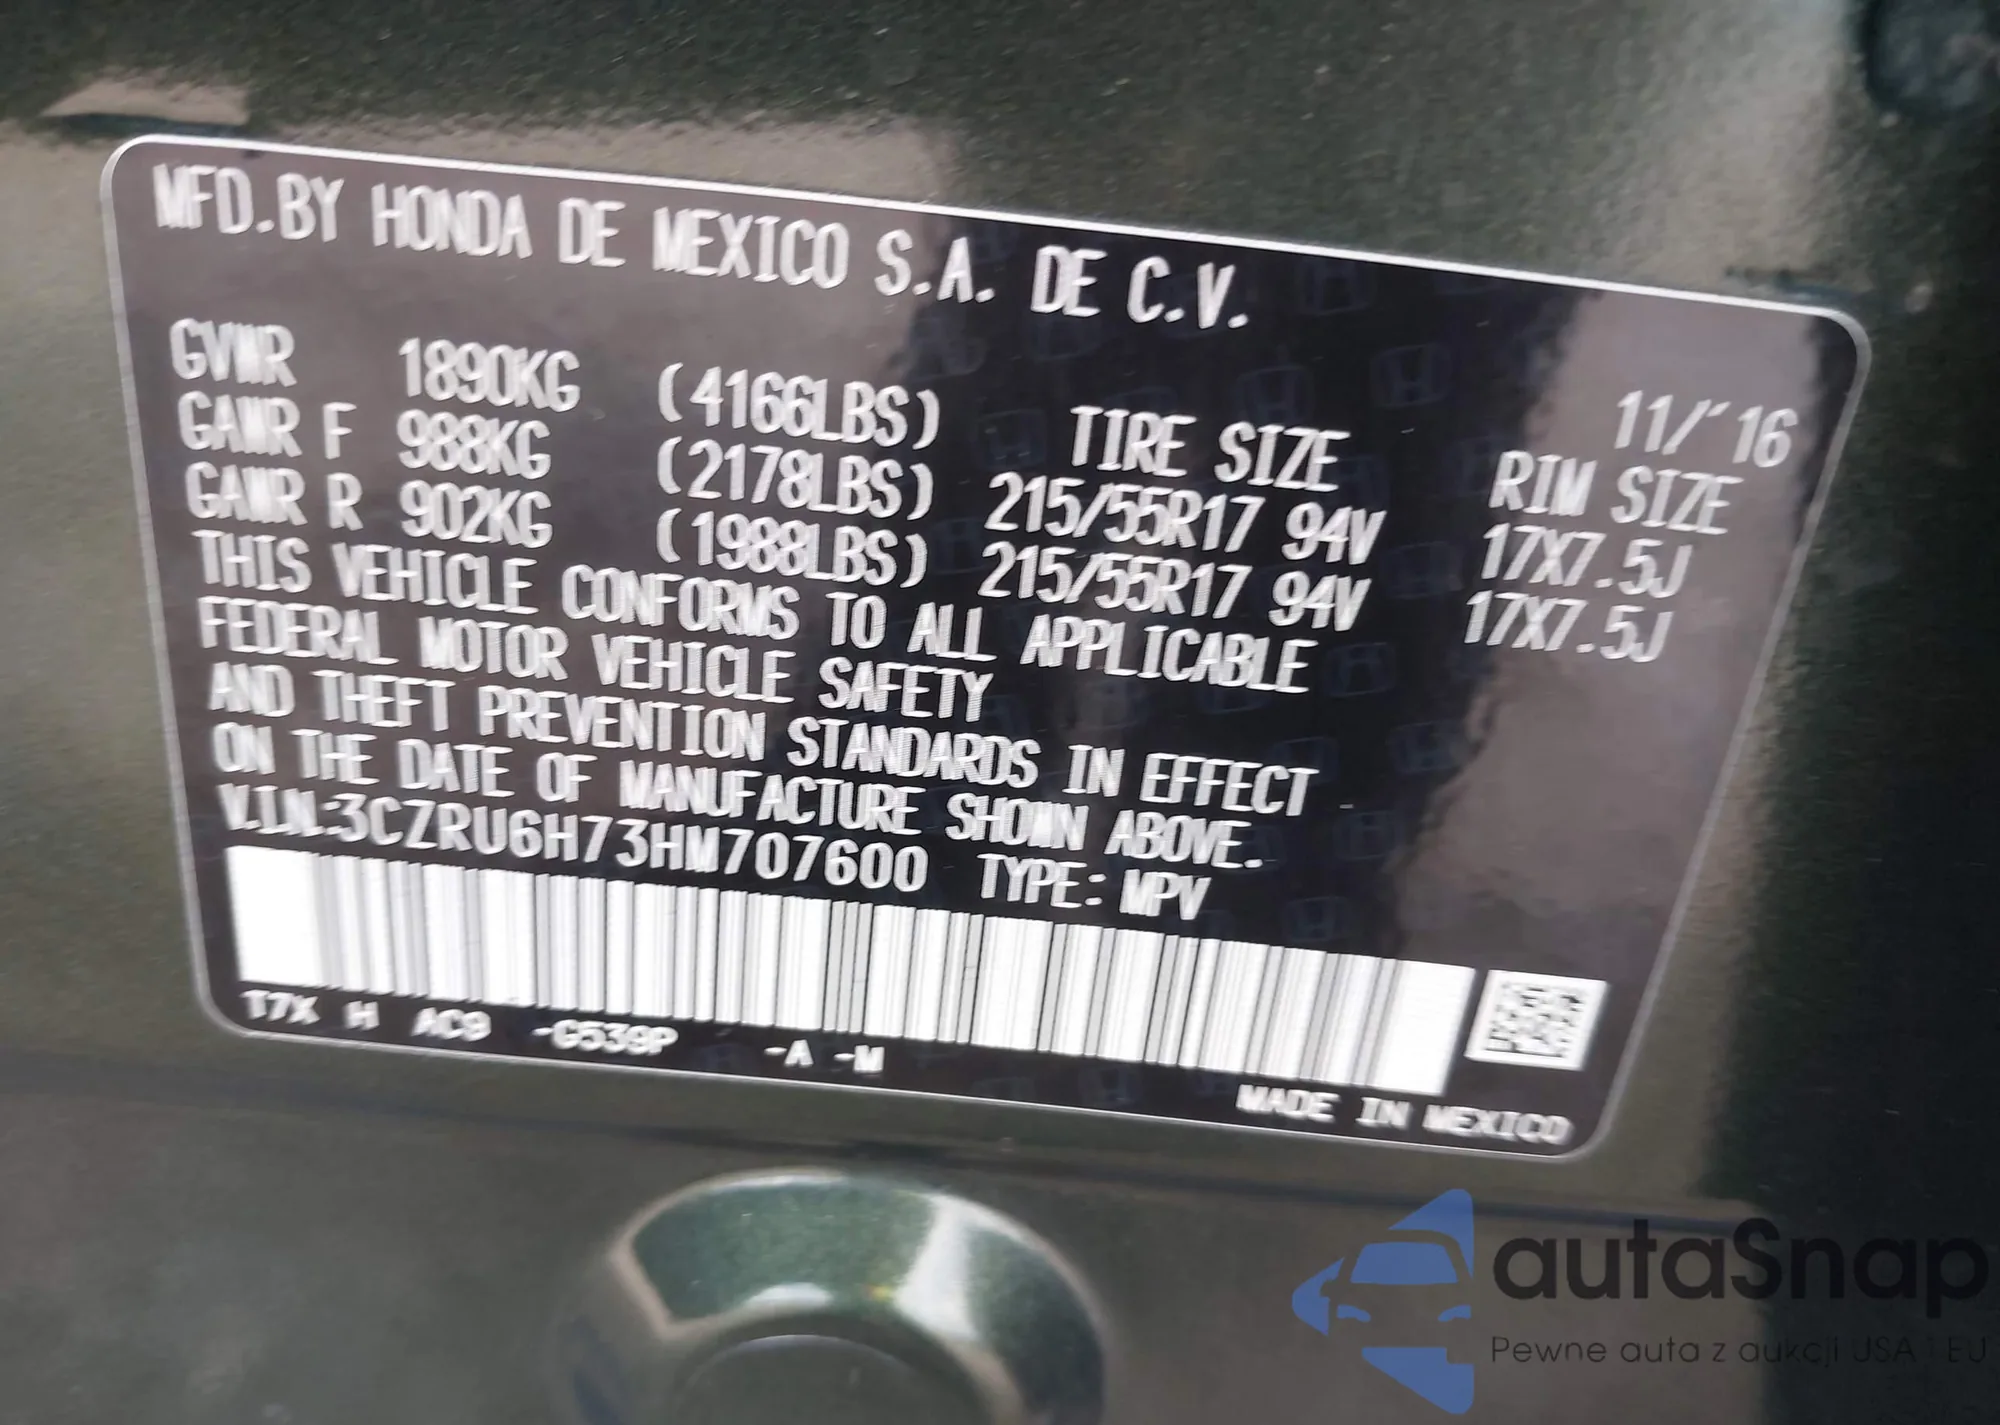 MFD.BY HONDA DE MEXICO S.A. DE C.V.
11/'16
GVWR 1890KG (4166LBS) TIRE SIZE RIM SIZE
GAWR F 988KG (2178LBS) 215/55R17 94V 17X7.5J
GAWR R 902KG (1988LBS) 215/55R17 94V 17X7.5J
THIS VEHICLE CONFORMS TO ALL APPLICABLE
FEDERAL MOTOR VEHICLE SAFETY
AND THEFT PREVENTION STANDARDS IN EFFECT
ON THE DATE OF MANUFACTURE SHOWN ABOVE.
V.I.N.:3CZRU6H73HM707600 TYPE: MPV
T7X H AC9 -G539P -A -M
MADE IN MEXICO
autaSnap
Pewne auta z aukcji USA i EU